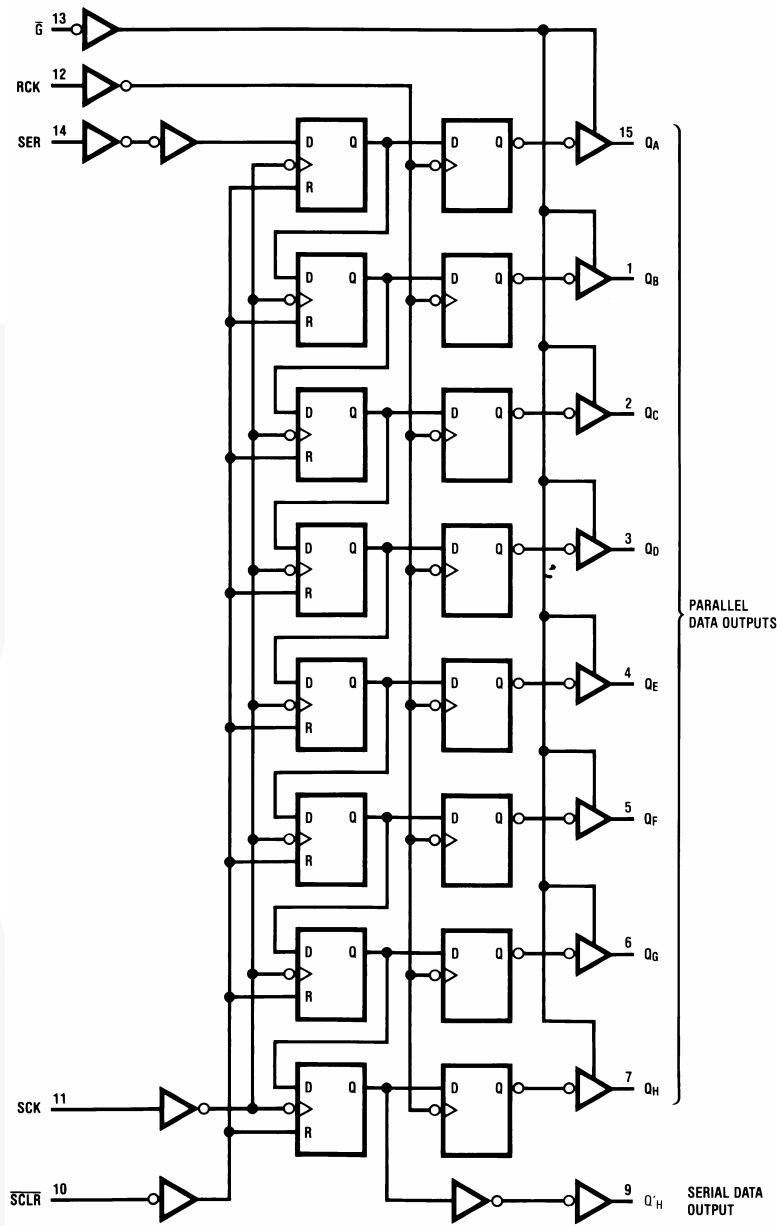 G̅ 13
RCK 12
SER 14
D Q D Q 15 QA
R
D Q D Q 1 QB
R
D Q D Q 2 QC
R
D Q D Q 3 QD
R
PARALLEL
DATA OUTPUTS
D Q D Q 4 QE
R
D Q D Q 5 QF
R
D Q D Q 6 QG
R
D Q D Q 7 QH
SCK 11
R
S̅C̅L̅R̅ 10
9 Q'H SERIAL DATA
OUTPUT